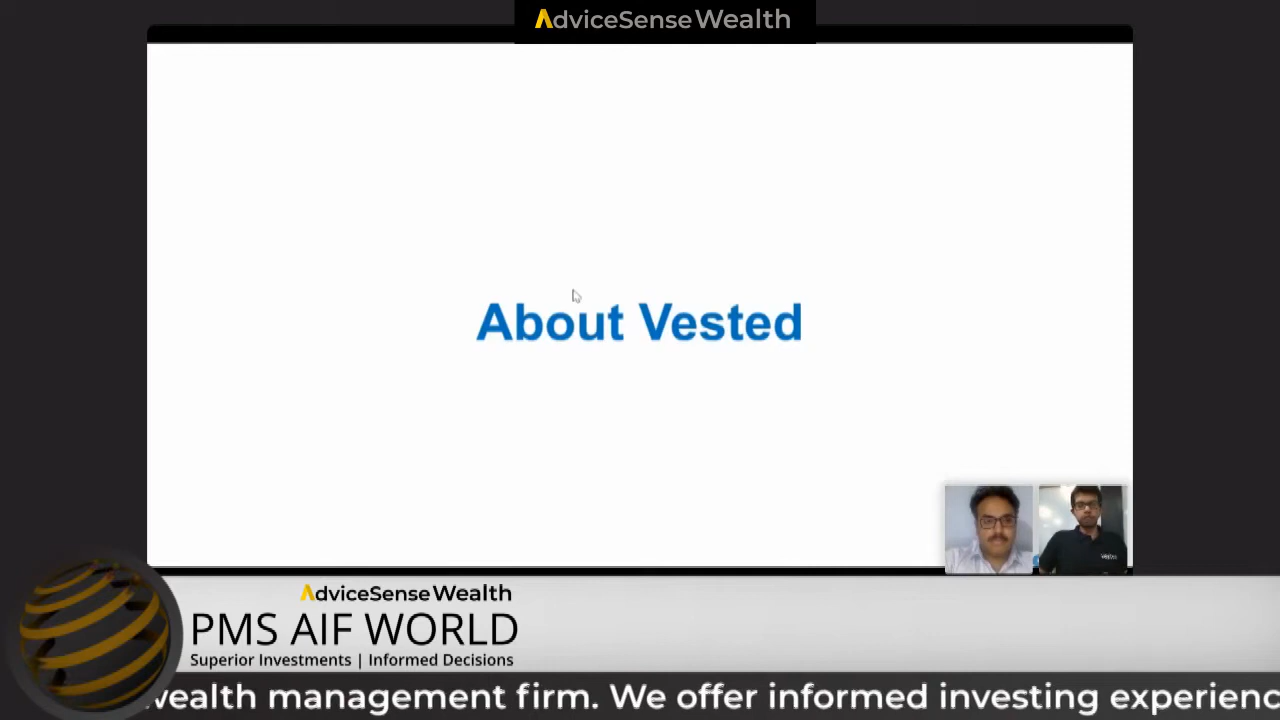 AdviceSense Wealth
About Vested
AdviceSense Wealth
PMS AIF WORLD
Superior Investments | Informed Decisions
wealth management firm. We offer informed investing experienc